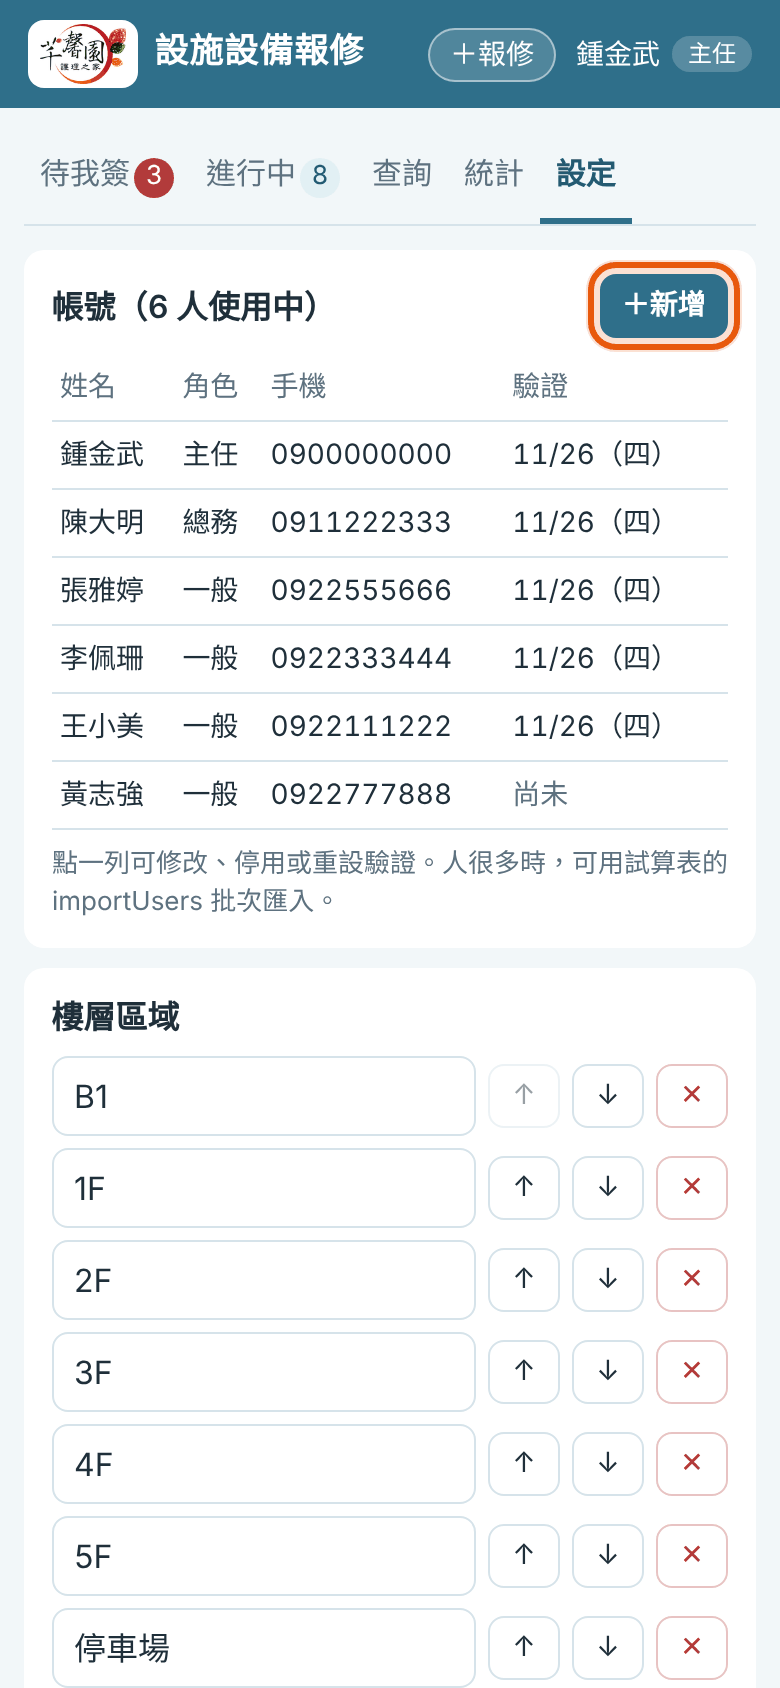 芊馨園
護理之家
設施設備報修
＋報修
鍾金武 主任
待我簽 3 進行中 8 查詢 統計 設定
帳號（6 人使用中）
＋新增
姓名 角色 手機 驗證
鍾金武 主任 0900000000 11/26（四）
陳大明 總務 0911222333 11/26（四）
張雅婷 一般 0922555666 11/26（四）
李佩珊 一般 0922333444 11/26（四）
王小美 一般 0922111222 11/26（四）
黃志強 一般 0922777888 尚未
點一列可修改、停用或重設驗證。人很多時，可用試算表的
importUsers 批次匯入。
樓層區域
B1 ↑ ↓ ✕
1F ↑ ↓ ✕
2F ↑ ↓ ✕
3F ↑ ↓ ✕
4F ↑ ↓ ✕
5F ↑ ↓ ✕
停車場 ↑ ↓ ✕